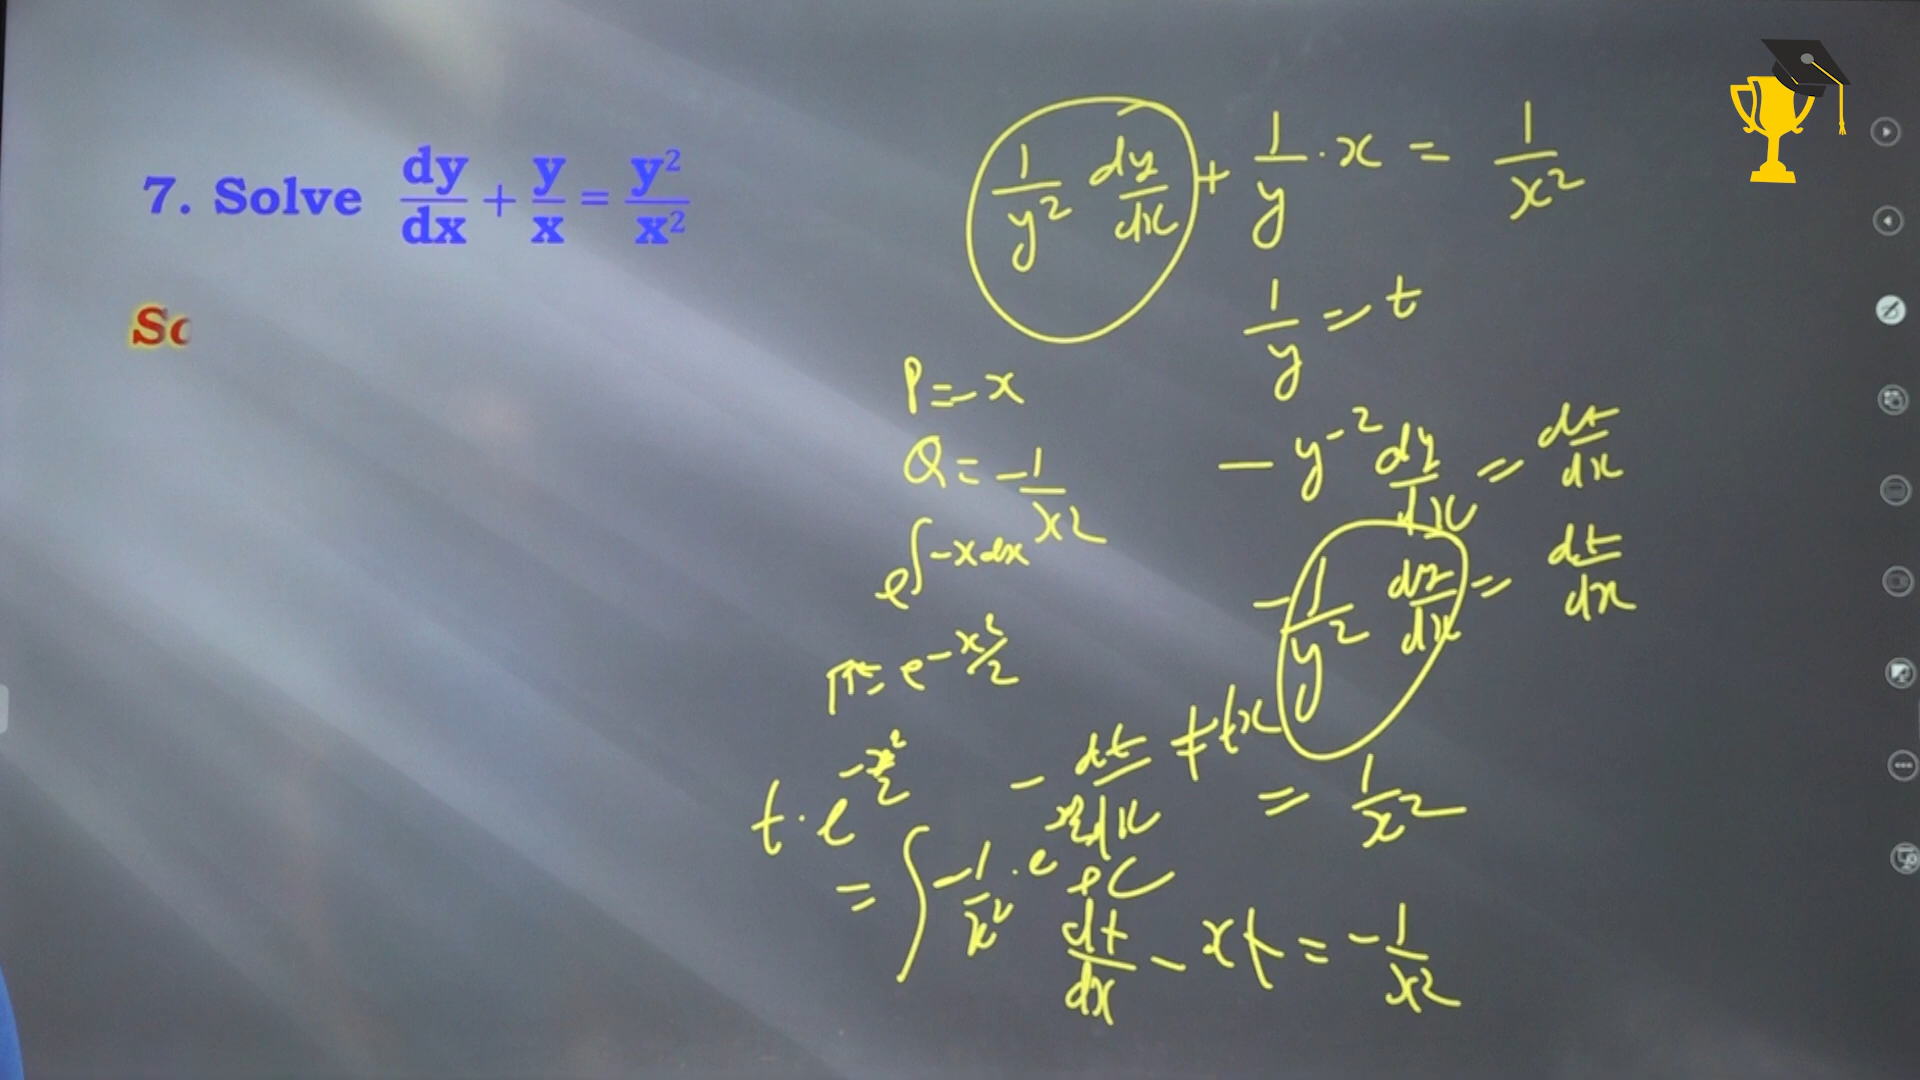 7. Solve dy/dx + y/x = y²/x²
So
1/y² dy/dx + 1/y · x = 1/x²
1/y = t
- y⁻² dy/dx = dt/dx
- 1/y² dy/dx = dt/dx
- dt/dx + tx = 1/x²
dt/dx - xt = - 1/x²
P = - x
Q = - 1/x²
e∫-x dx
IF = e^-x²/2
t · e^-x²/2
= ∫ - 1/x² · e^-x²/2 + C